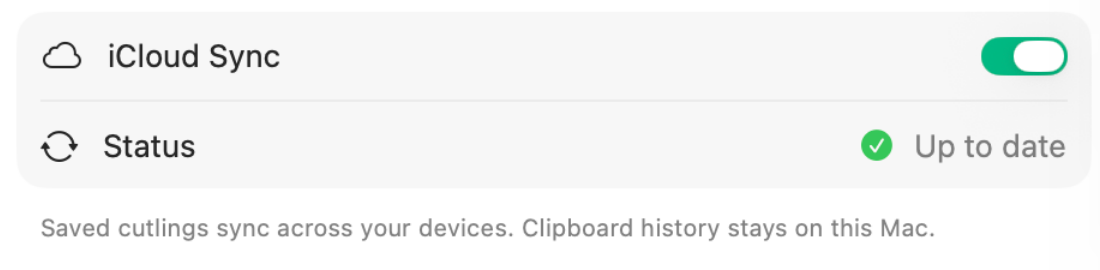 iCloud Sync
Status
Up to date
Saved cutlings sync across your devices. Clipboard history stays on this Mac.